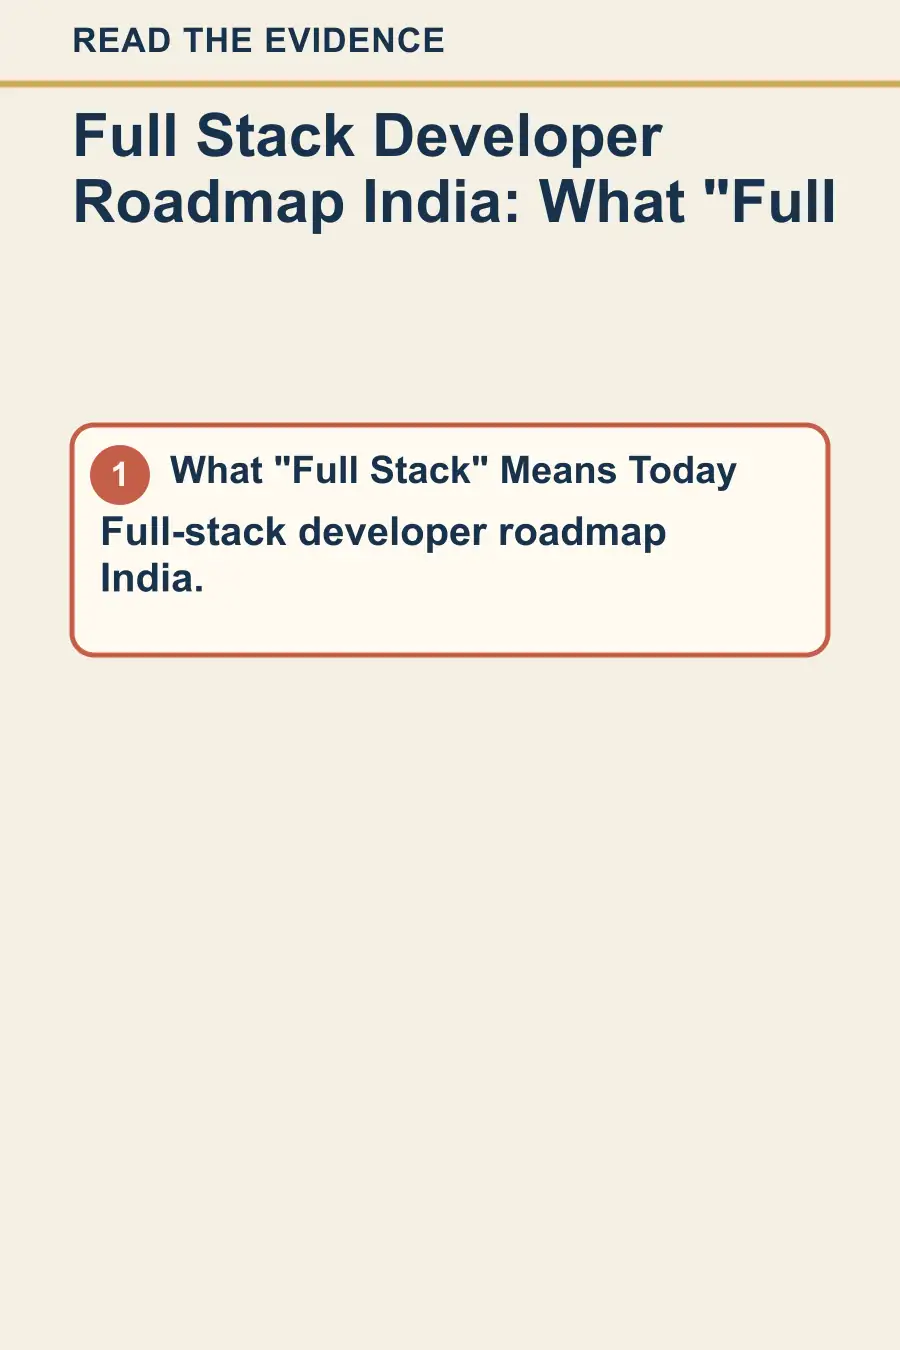 READ THE EVIDENCE
Full Stack Developer
Roadmap India: What "Full
1 What "Full Stack" Means Today
Full-stack developer roadmap
India.